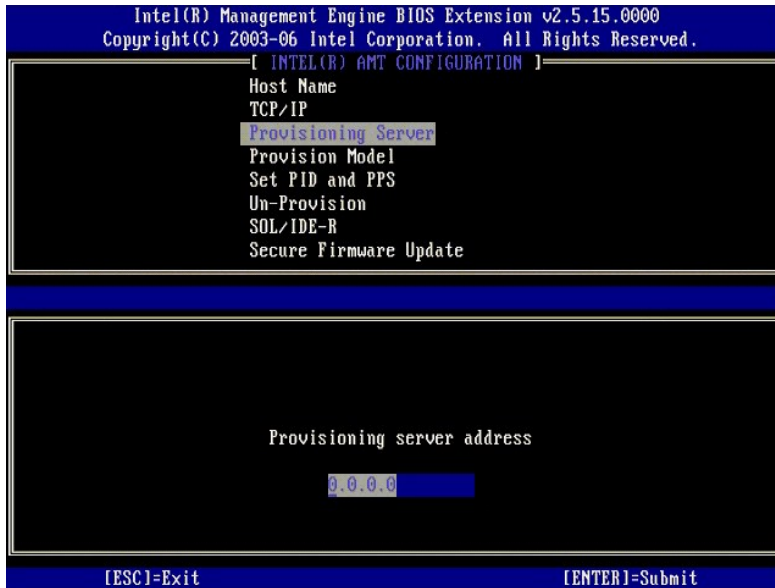 Intel(R) Management Engine BIOS Extension v2.5.15.0000
Copyright(C) 2003-06 Intel Corporation. All Rights Reserved.
[ INTEL(R) AMT CONFIGURATION ]
Host Name
TCP/IP
Provisioning Server
Provision Model
Set PID and PPS
Un-Provision
SOL/IDE-R
Secure Firmware Update
Provisioning server address
0.0.0.0
[ESC]=Exit [ENTER]=Submit